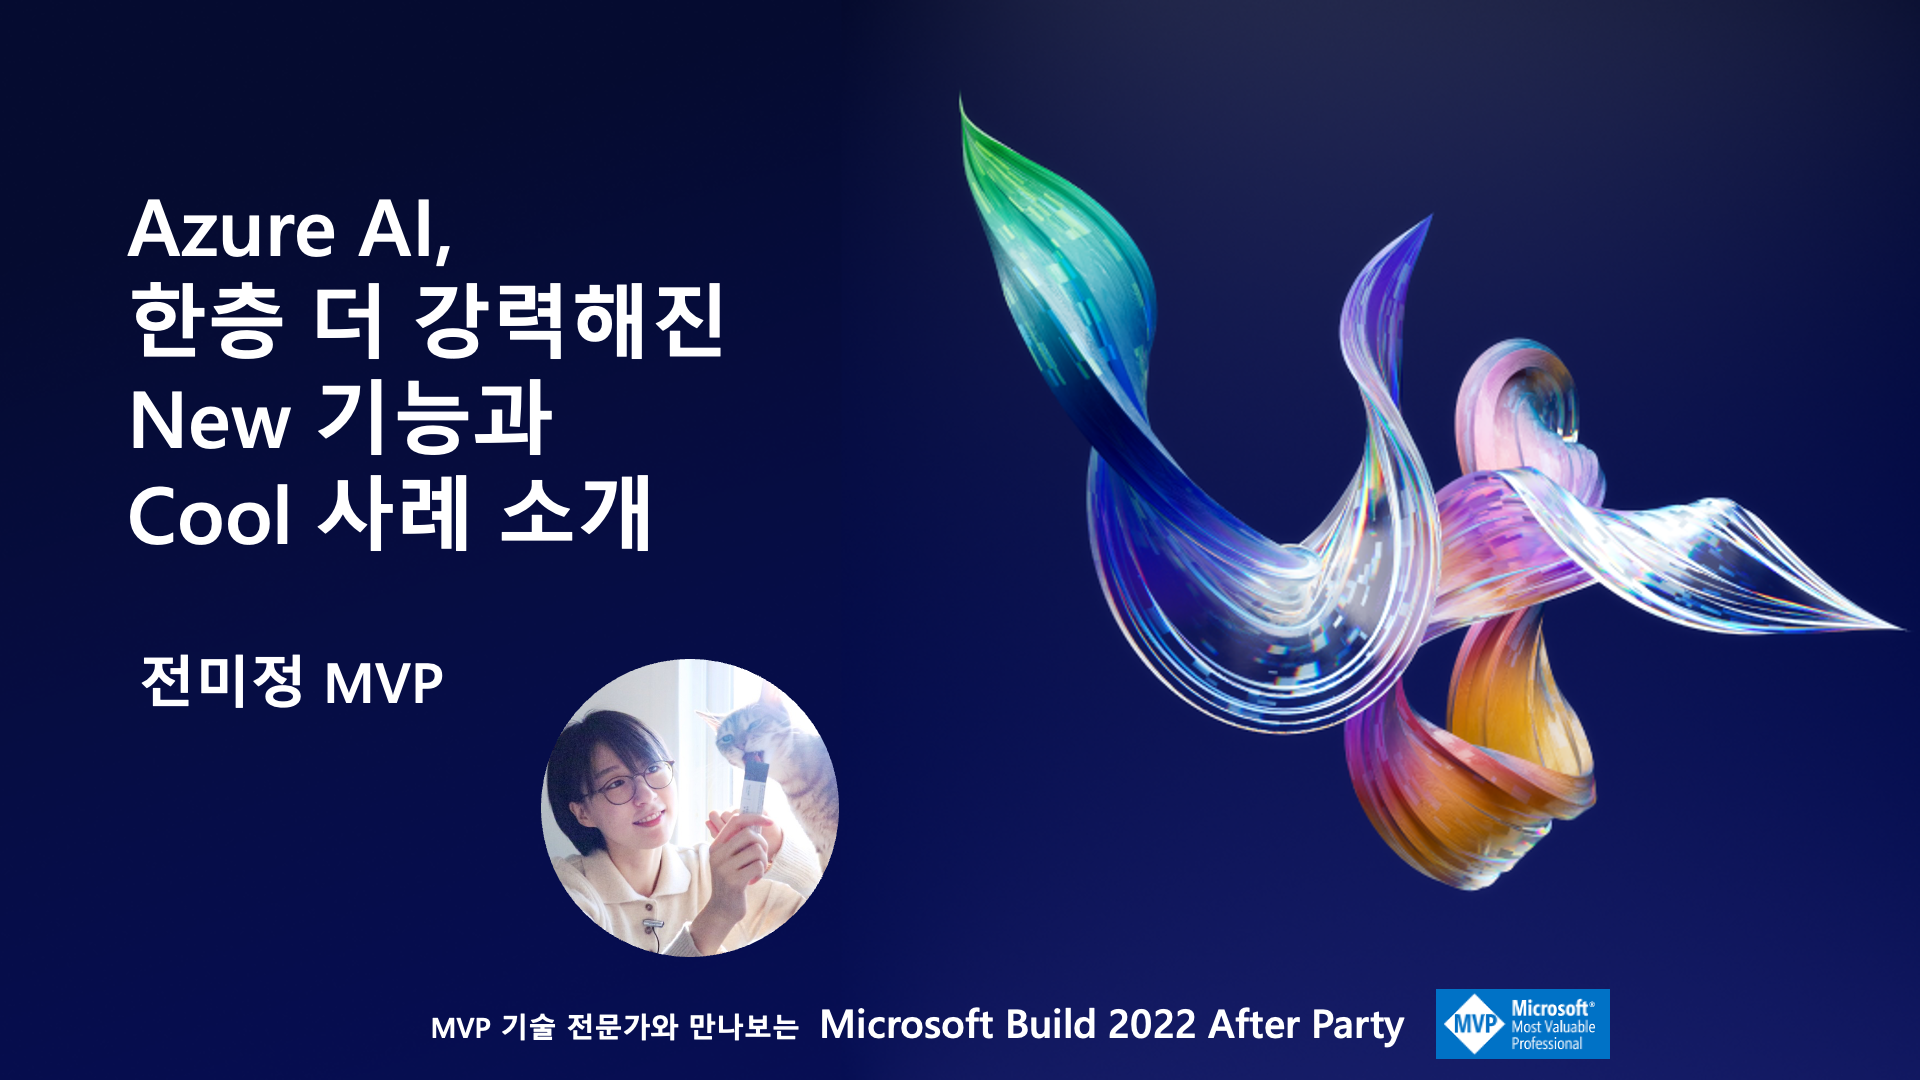 Azure AI,
한층 더 강력해진
New 기능과
Cool 사례 소개
전미정 MVP
MVP 기술 전문가와 만나보는 Microsoft Build 2022 After Party
MVP
Microsoft®
Most Valuable
Professional